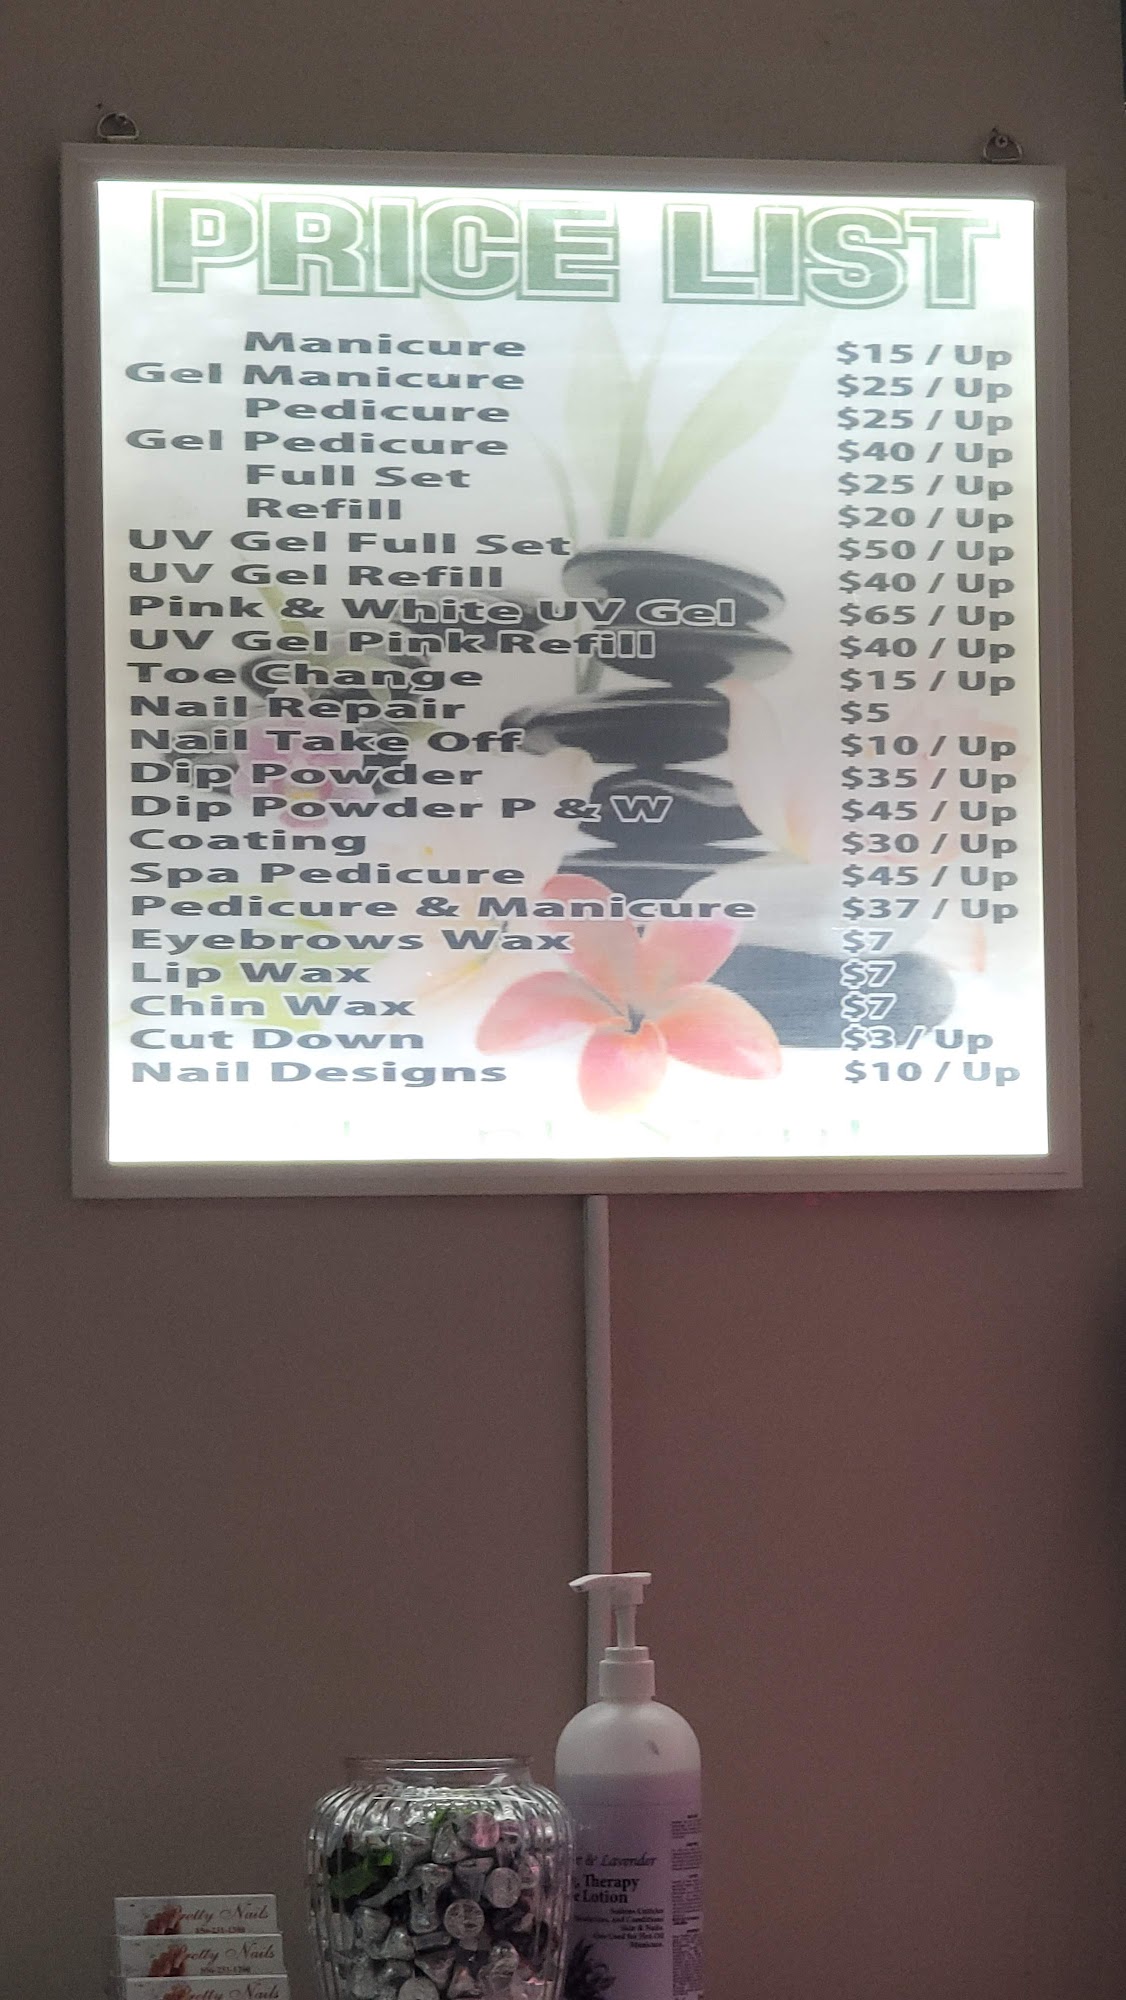 PRICE LIST
Manicure $15 / Up
Gel Manicure $25 / Up
Pedicure $25 / Up
Gel Pedicure $40 / Up
Full Set $25 / Up
Refill $20 / Up
UV Gel Full Set $50 / Up
UV Gel Refill $40 / Up
Pink & White UV Gel $65 / Up
UV Gel Pink Refill $40 / Up
Toe Change $15 / Up
Nail Repair $5
Nail Take Off $10 / Up
Dip Powder $35 / Up
Dip Powder P & W $45 / Up
Coating $30 / Up
Spa Pedicure $45 / Up
Pedicure & Manicure $37 / Up
Eyebrows Wax $7
Lip Wax $7
Chin Wax $7
Cut Down $3 / Up
Nail Designs $10 / Up
& Lavender
Therapy
Lotion
Pretty Nails
Pretty Nails
Pretty Nails